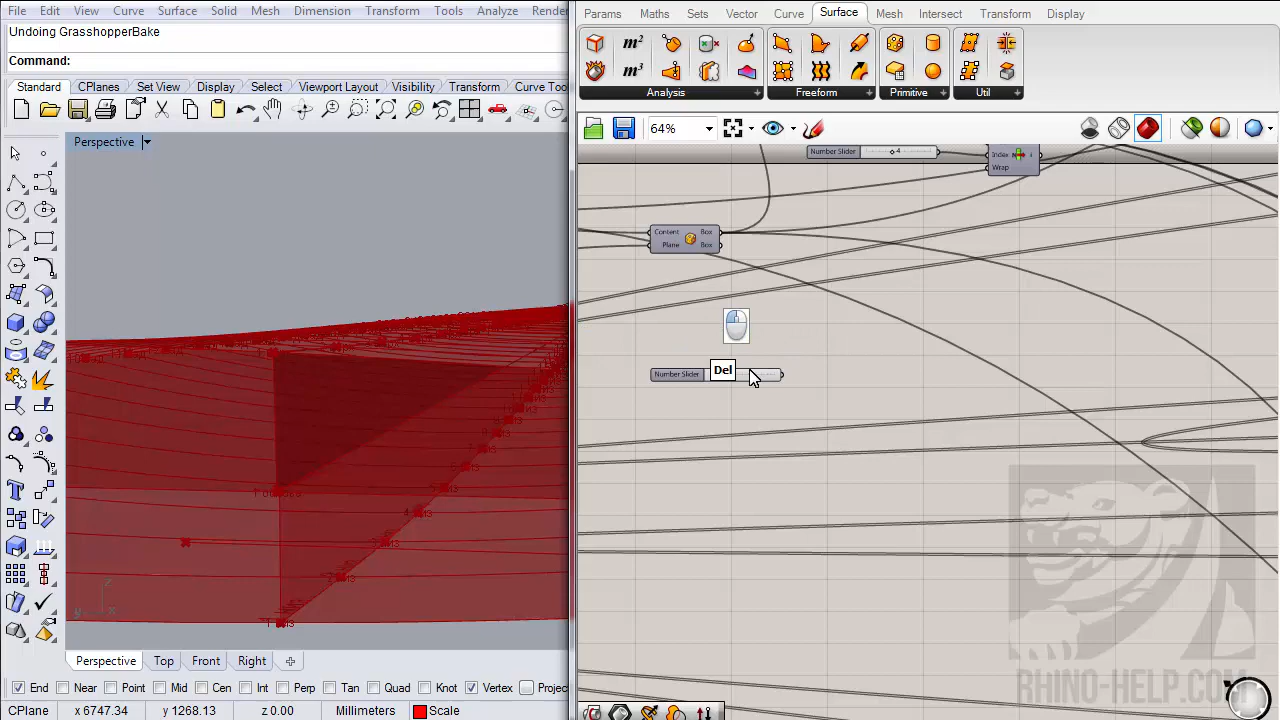 File Edit View Curve Surface Solid Mesh Dimension Transform Tools Analyze Render
Undoing GrasshopperBake
Command:
Standard CPlanes Set View Display Select Viewport Layout Visibility Transform Curve Too
Perspective
Perspective Top Front Right
End Near Point Mid Cen Int Perp Tan Quad Knot Vertex Project
CPlane x 6747.34 y 1268.13 z 0.00 Millimeters Scale
Params Maths Sets Vector Curve Surface Mesh Intersect Transform Display
m²
m³
Analysis Freeform Primitive Util
64%
Number Slider 4
Index i
Wrap
Content Box
Plane Box
Number Slider
Del
RHINO-HELP.COM
z
y x